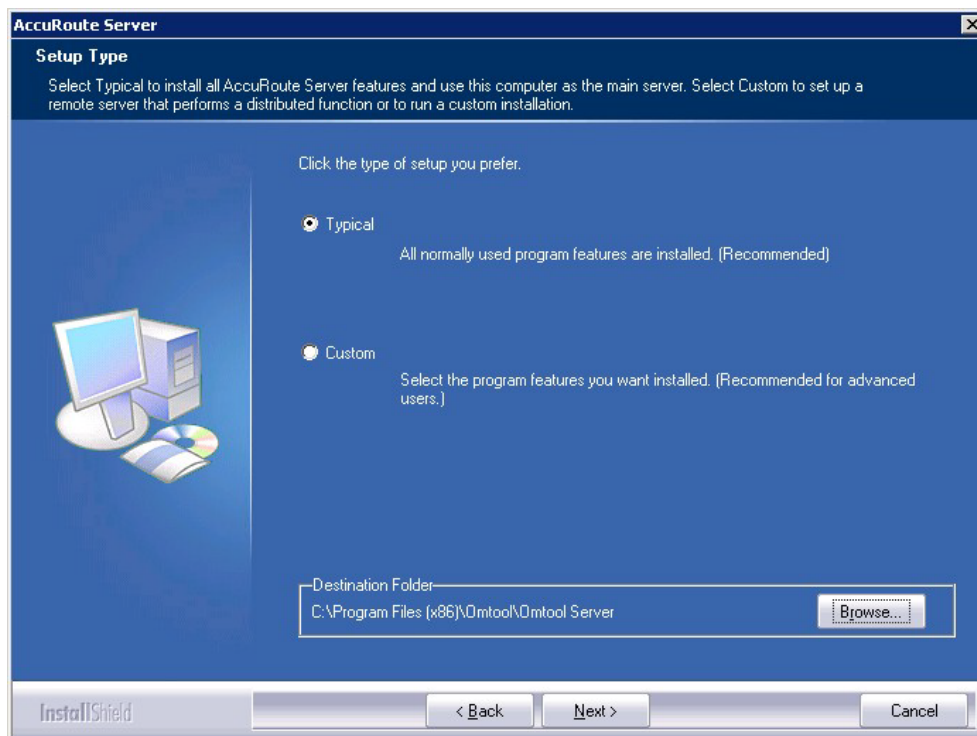 AccuRoute Server
Setup Type
Select Typical to install all AccuRoute Server features and use this computer as the main server. Select Custom to set up a
remote server that performs a distributed function or to run a custom installation.
Click the type of setup you prefer.
Typical
All normally used program features are installed. (Recommended)
Custom
Select the program features you want installed. (Recommended for advanced
users.)
Destination Folder
C:\Program Files (x86)\Omtool\Omtool Server
Browse...
InstallShield
< Back
Next >
Cancel